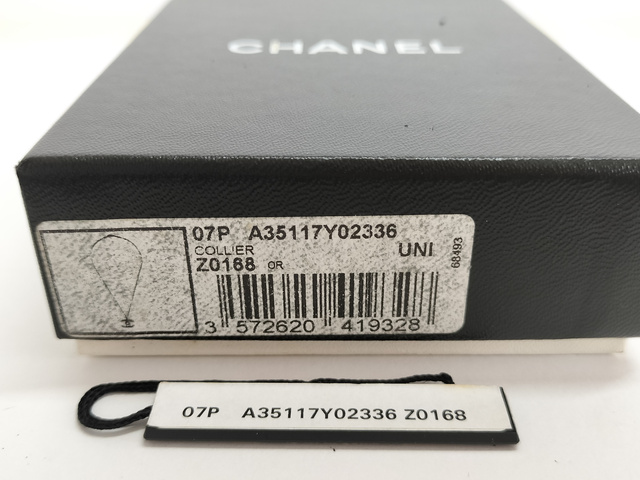 CHANEL
07P A35117Y02336
COLLIER UNI
Z0168 OR
68493
3 572620 419328
07P A35117Y02336 Z0168